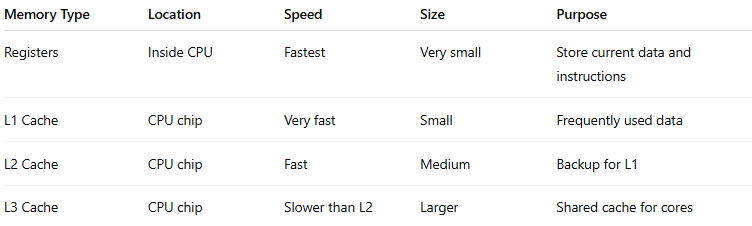 Memory Type Location Speed Size Purpose
Registers Inside CPU Fastest Very small Store current data and
instructions
L1 Cache CPU chip Very fast Small Frequently used data
L2 Cache CPU chip Fast Medium Backup for L1
L3 Cache CPU chip Slower than L2 Larger Shared cache for cores